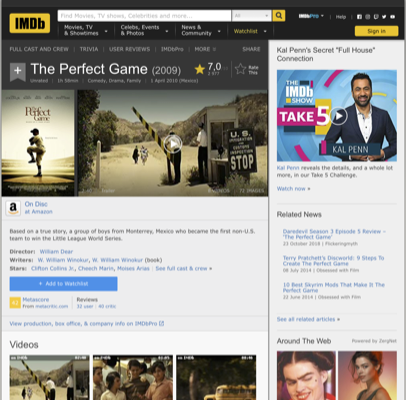 IMDb
Find Movies, TV shows, Celebrities and more...
All
IMDbPro
Help
Movies, TV & Showtimes
Celebs, Events & Photos
News & Community
Watchlist
Sign in
FULL CAST AND CREW | TRIVIA | USER REVIEWS | IMDbPro | MORE
SHARE
The Perfect Game (2009)
7,0
Rate This
Unrated | 1h 58min | Comedy, Drama, Family | 1 April 2010 (Mexico)
The Perfect Game
U.S.
IMMIGRATION
STOP
On Disc
at Amazon
Based on a true story, a group of boys from Monterrey, Mexico who became the first non-U.S.
team to win the Little League World Series.
Director: William Dear
Writers: W. William Winokur, W. William Winokur (book)
Stars: Clifton Collins Jr., Cheech Marin, Moises Arias | See full cast & crew »
+ Add to Watchlist
Metascore
From metacritic.com
Reviews
32 user | 40 critic
View production, box office, & company info on IMDbPro
Videos
Kal Penn's Secret "Full House"
Connection
THE
IMDb
SHOW
TAKE 5
KAL PENN
Kal Penn reveals the details, and a whole lot
more, in our Take 5 Challenge.
Watch now »
Related News
Daredevil Season 3 Episode 5 Review –
'The Perfect Game'
23 October 2018 | Flickeringmyth
Terry Pratchett's Discworld: 9 Steps To
Create The Perfect Game
08 July 2014 | Obsessed with Film
10 Best Skyrim Mods That Make It The
Perfect Game
22 June 2014 | Obsessed with Film
See all related articles »
Around The Web
Powered by ZergNet